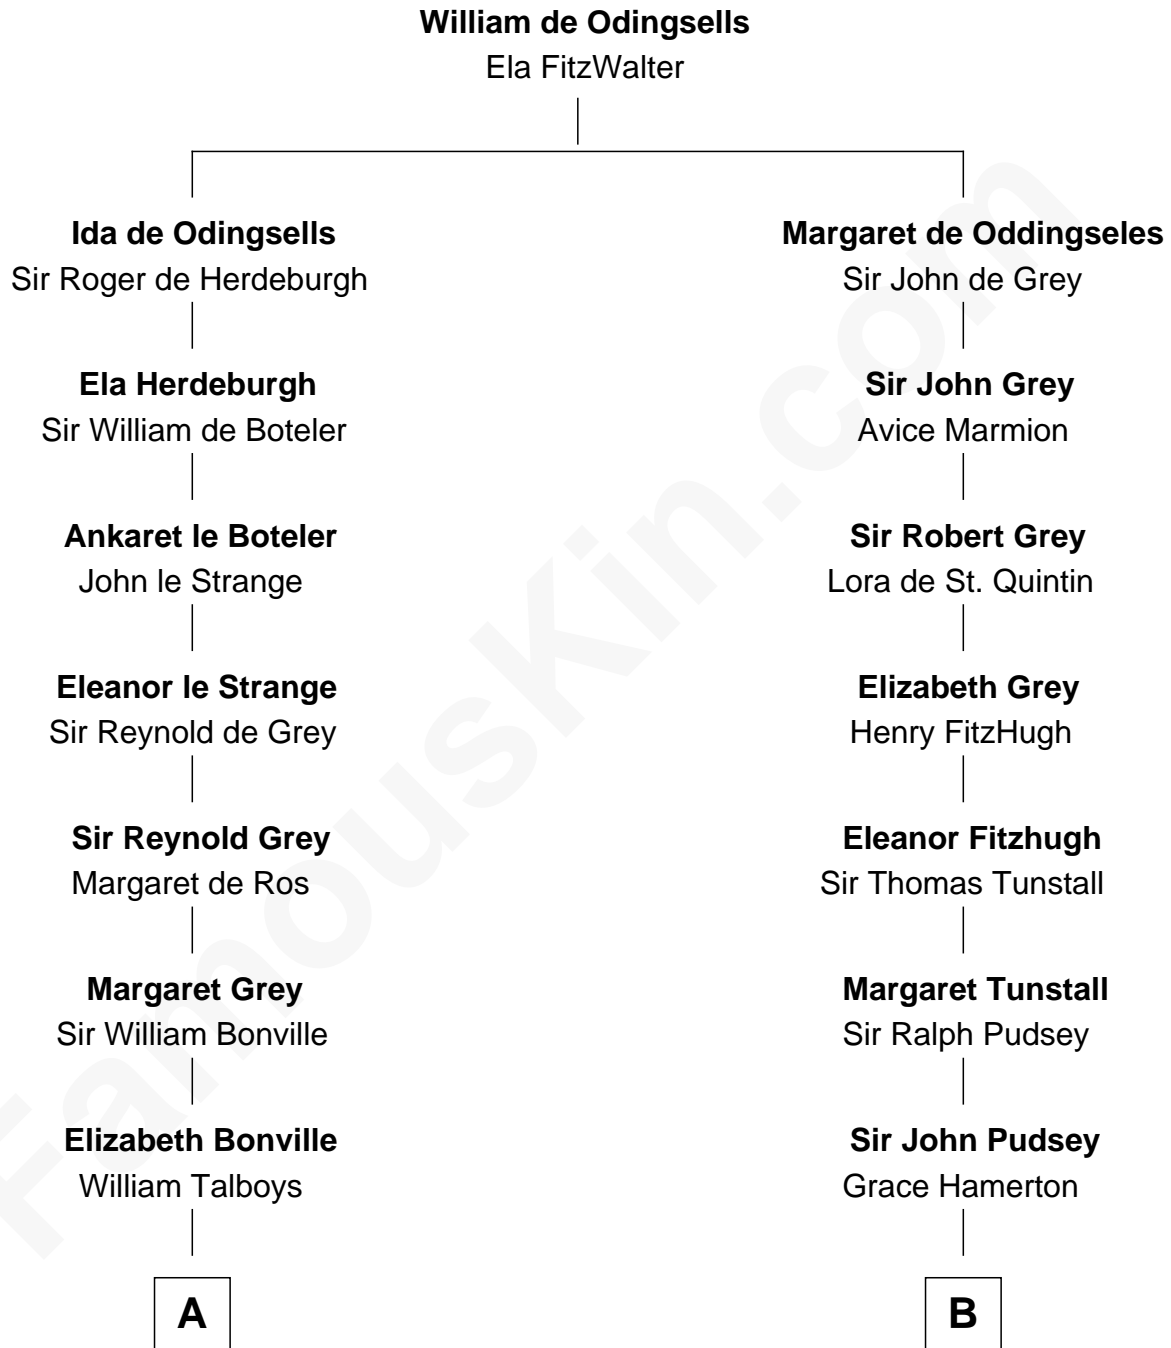 William de Odingsells
Ela FitzWalter
Ida de Odingsells
Sir Roger de Herdeburgh
Ela Herdeburgh
Sir William de Boteler
Ankaret le Boteler
John le Strange
Eleanor le Strange
Sir Reynold de Grey
Sir Reynold Grey
Margaret de Ros
Margaret Grey
Sir William Bonville
Elizabeth Bonville
William Talboys
A
Margaret de Oddingseles
Sir John de Grey
Sir John Grey
Avice Marmion
Sir Robert Grey
Lora de St. Quintin
Elizabeth Grey
Henry FitzHugh
Eleanor Fitzhugh
Sir Thomas Tunstall
Margaret Tunstall
Sir Ralph Pudsey
Sir John Pudsey
Grace Hamerton
B
FamousKin.com